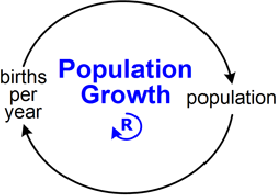 Population
Growth
births
per
year
population
R